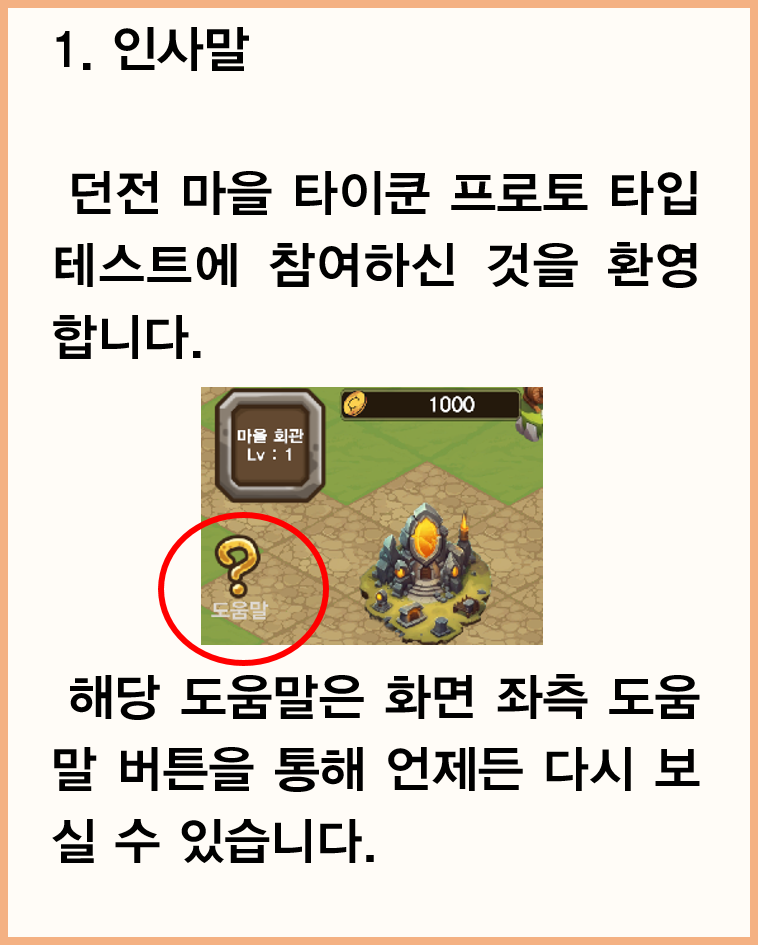 1. 인사말
던전 마을 타이쿤 프로토 타입
테스트에 참여하신 것을 환영
합니다.
1000
마을 회관
Lv : 1
도움말
해당 도움말은 화면 좌측 도움
말 버튼을 통해 언제든 다시 보
실 수 있습니다.